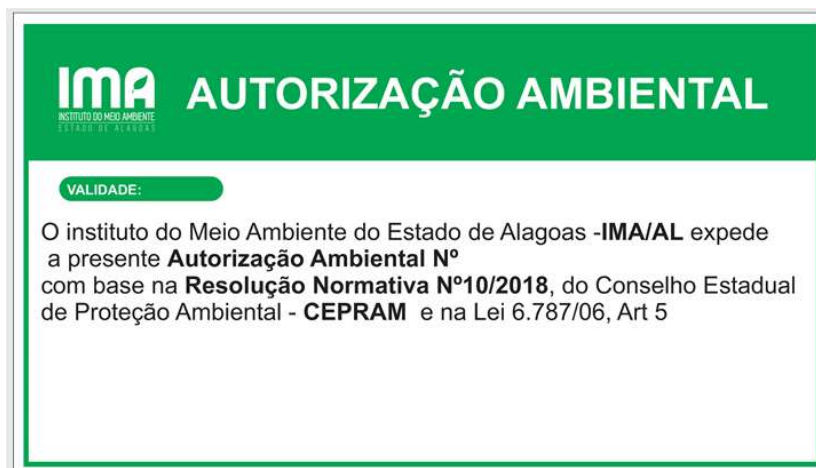 IMA
INSTITUTO DO MEIO AMBIENTE
ESTADO DE ALAGOAS
AUTORIZAÇÃO AMBIENTAL
VALIDADE:
O instituto do Meio Ambiente do Estado de Alagoas -IMA/AL expede
a presente Autorização Ambiental Nº
com base na Resolução Normativa Nº10/2018, do Conselho Estadual
de Proteção Ambiental - CEPRAM e na Lei 6.787/06, Art 5